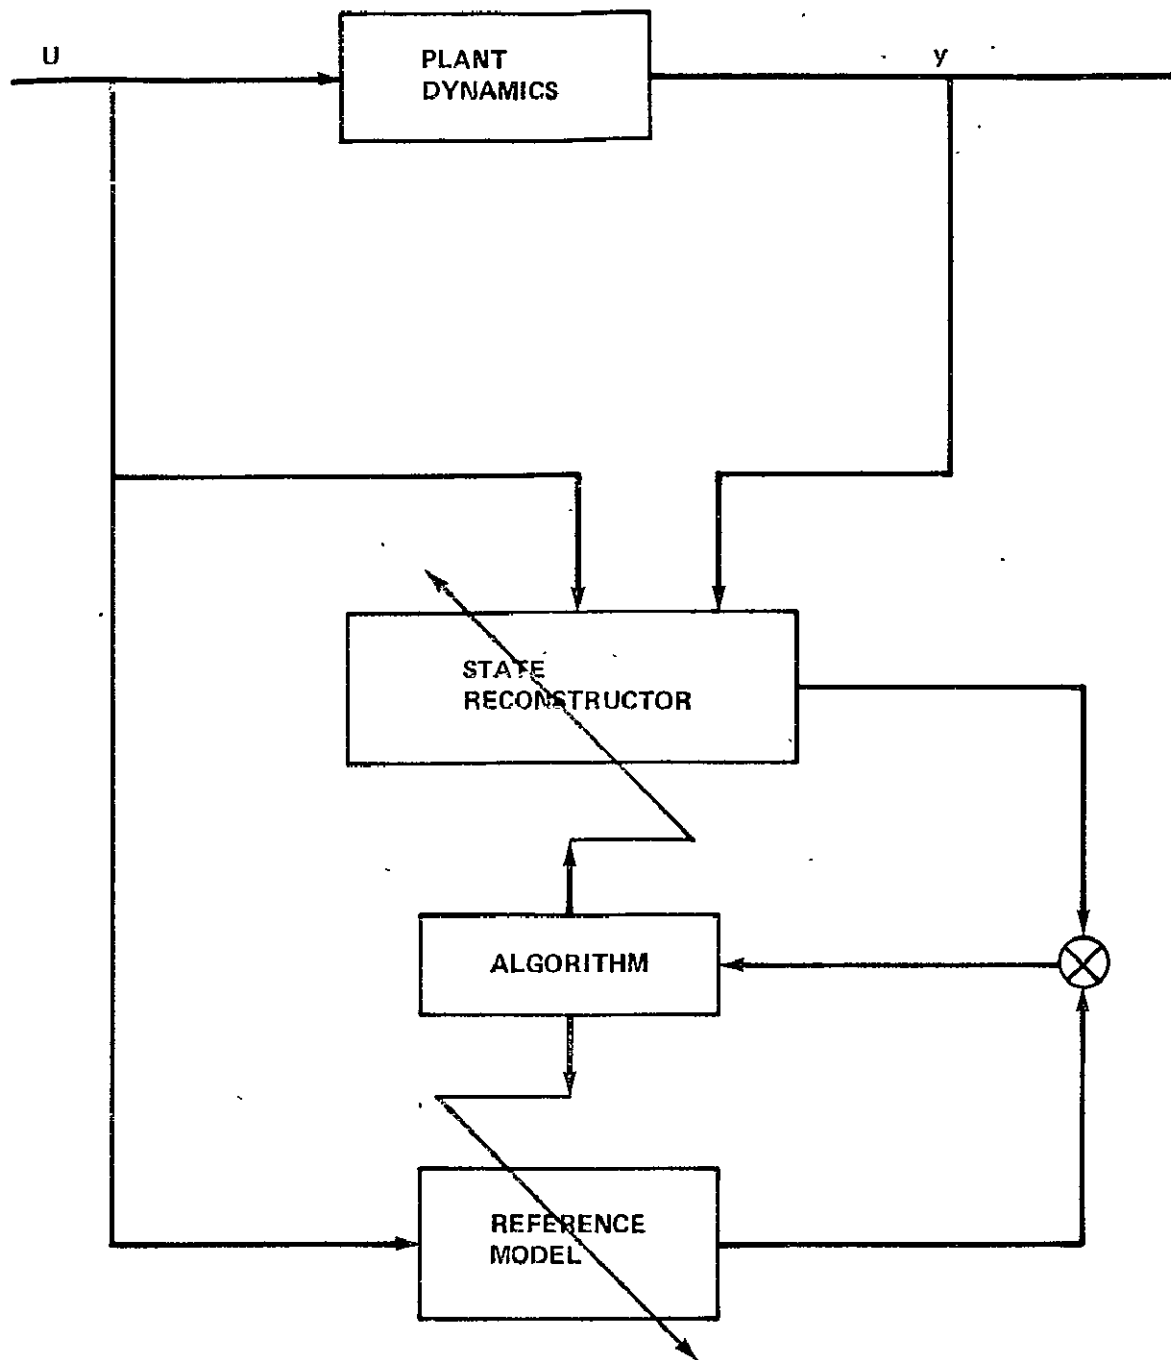 U
PLANT
DYNAMICS
y
STATE
RECONSTRUCTOR
ALGORITHM
REFERENCE
MODEL